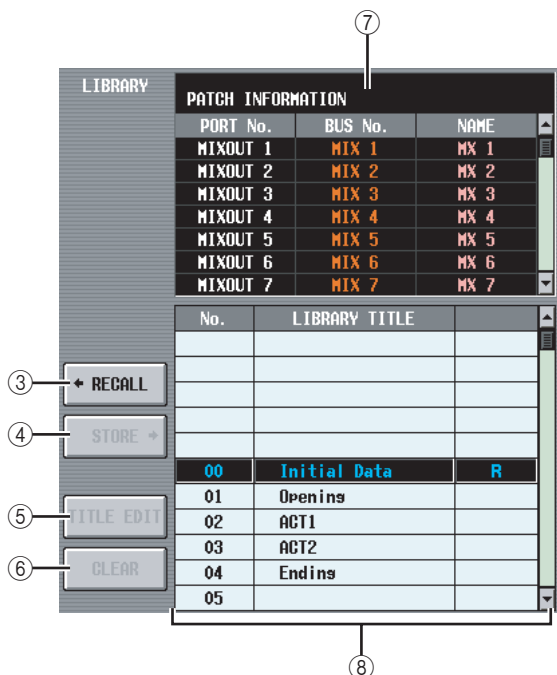 ⑦
LIBRARY
PATCH INFORMATION
PORT No. BUS No. NAME
MIXOUT 1 MIX 1 MX 1
MIXOUT 2 MIX 2 MX 2
MIXOUT 3 MIX 3 MX 3
MIXOUT 4 MIX 4 MX 4
MIXOUT 5 MIX 5 MX 5
MIXOUT 6 MIX 6 MX 6
MIXOUT 7 MIX 7 MX 7
No. LIBRARY TITLE
③ RECALL
④ STORE
00 Initial Data R
01 Opening
⑤ TITLE EDIT
02 ACT1
03 ACT2
⑥ CLEAR
04 Ending
05
⑧